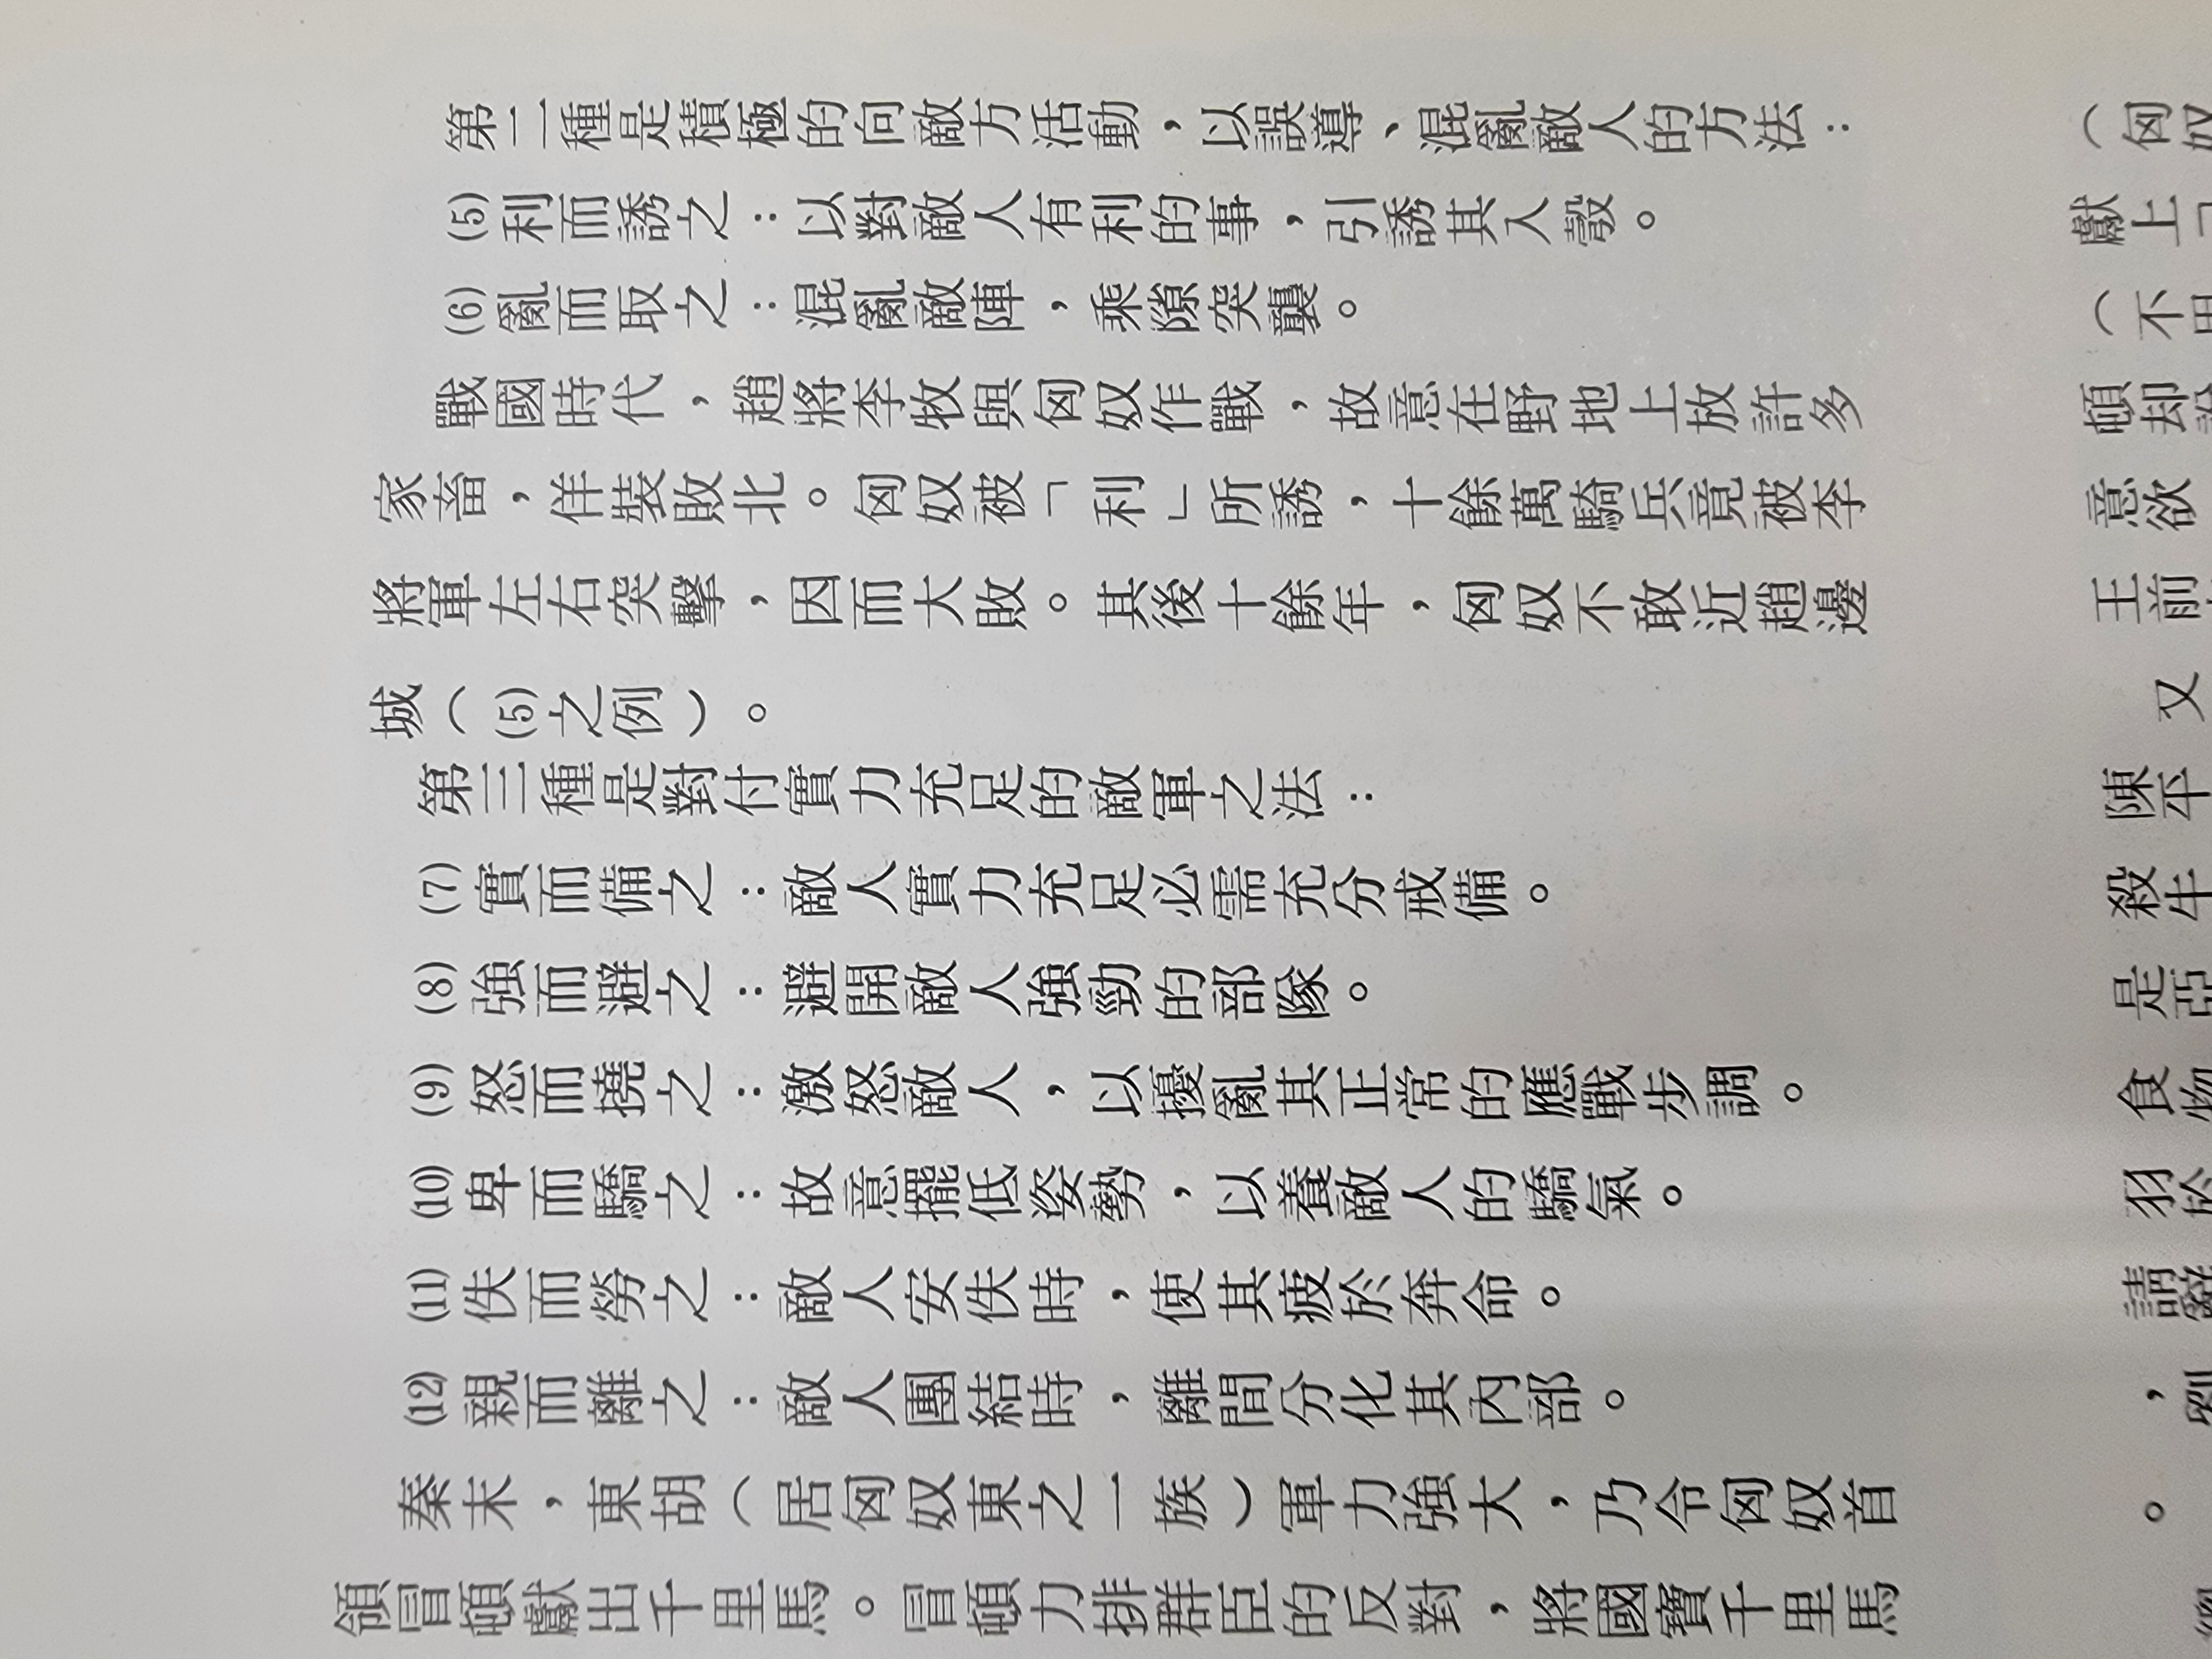 第二種是積極的向敵方活動，以誤導、混亂敵人的方法：
(5)利而誘之：以對敵人有利的事，引誘其入彀。
(6)亂而取之：混亂敵陣，乘隙突襲。
戰國時代，趙將李牧與匈奴作戰，故意在野地上放許多
家畜，佯裝敗北。匈奴被「利」所誘，十餘萬騎兵竟被李
將軍左右突擊，因而大敗。其後十餘年，匈奴不敢近趙邊
城（(5)之例）。
第三種是對付實力充足的敵軍之法：
(7)實而備之：敵人實力充足必需充分戒備。
(8)強而避之：避開敵人強勁的部隊。
(9)怒而撓之：激怒敵人，以擾亂其正常的應戰步調。
(10)卑而驕之：故意擺低姿勢，以養敵人的驕氣。
(11)佚而勞之：敵人安佚時，使其疲於奔命。
(12)親而離之：敵人團結時，離間分化其內部。
秦末，東胡（居匈奴東之一族）軍力強大，乃令匈奴首
領冒頓獻出千里馬。冒頓力排群臣的反對，將國寶千里馬
（匈奴
獻上「
（不
頓却
意欲
王前
又
陳平
殺牛
是亞
食物
羽於
請辭
，劉
。